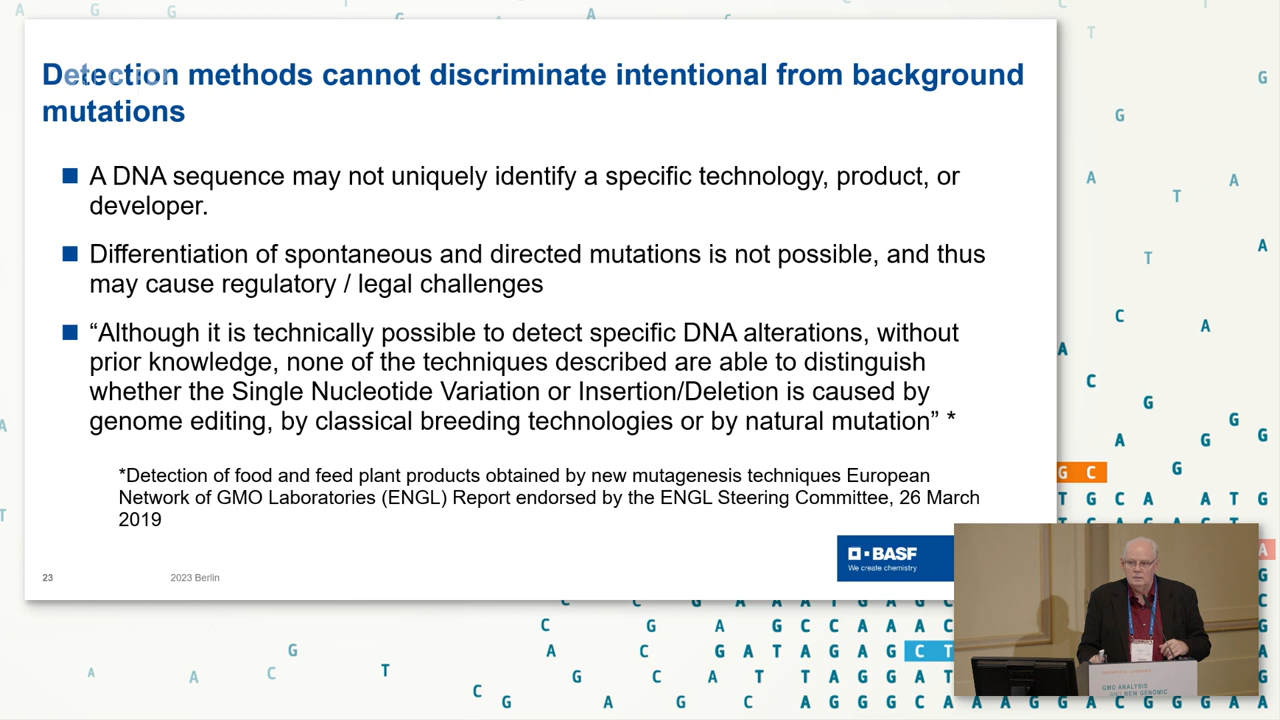 Detection methods cannot discriminate intentional from background
mutations
A DNA sequence may not uniquely identify a specific technology, product, or
developer.
Differentiation of spontaneous and directed mutations is not possible, and thus
may cause regulatory / legal challenges
“Although it is technically possible to detect specific DNA alterations, without
prior knowledge, none of the techniques described are able to distinguish
whether the Single Nucleotide Variation or Insertion/Deletion is caused by
genome editing, by classical breeding technologies or by natural mutation” *
*Detection of food and feed plant products obtained by new mutagenesis techniques European
Network of GMO Laboratories (ENGL) Report endorsed by the ENGL Steering Committee, 26 March
2019
23
2023 Berlin
BASF
We create chemistry
GMO ANALYSIS
AND NEW GENOMIC